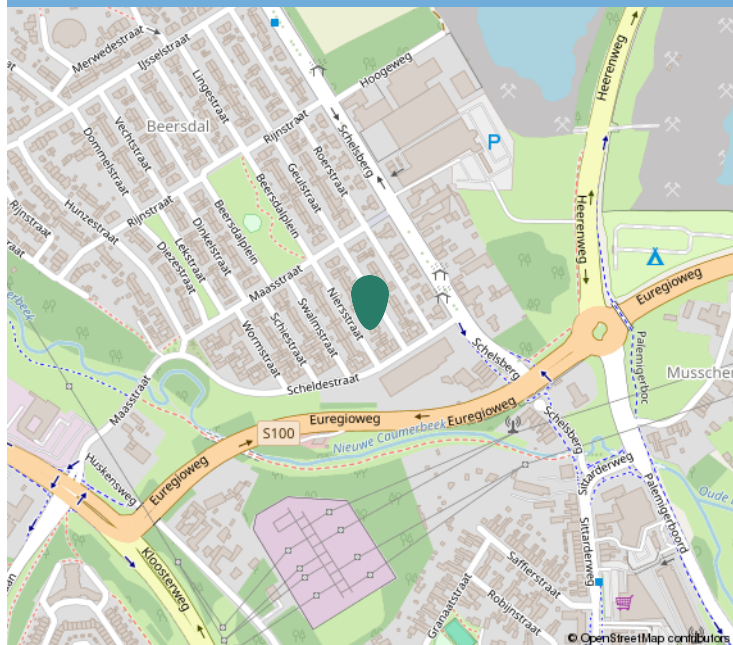 Merwedestraat
IJsselstraat
Hoogeweg
Heerenweg
Lingestraat
Beersdal
Rijnstraat
Schelsberg
P
Vechtstraat
Dommelstraat
Roerstraat
Geulstraat
Beersdalplein
Rijnstraat
Hunzestraat
Rijnstraat
Dinkelstraat
Beersdalplein
Lekstraat
Diezestraat
Heerenweg
Maasstraat
Euregioweg
Niersstraat
Swalmstraat
Schiestraat
Wormstraat
Schelsberg
Palemigerboc
Musscher
Scheldestraat
Maasstraat
Euregioweg
Euregioweg
Schelsberg
S100
Nieuwe Caumerbeek
Huskensweg
Euregioweg
Sittarderweg
Palemigerboord
Oude
Kloosterweg
Sittarderweg
Saffierstraat
Robijnstraat
Granaatstraat
© OpenStreetMap contributors